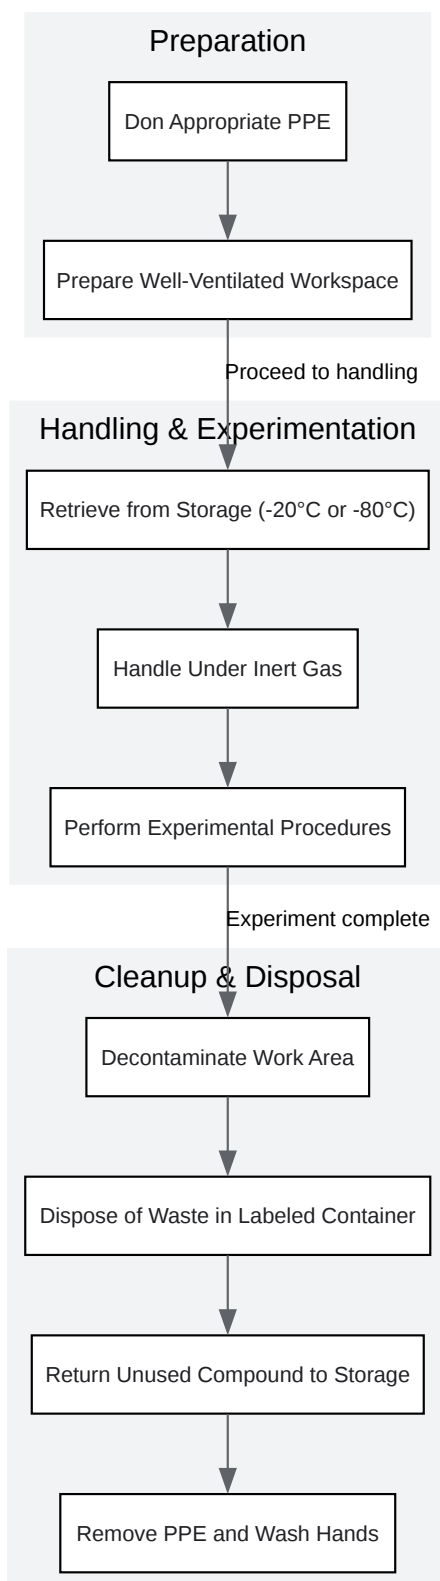 Preparation
Don Appropriate PPE
Prepare Well-Ventilated Workspace
Proceed to handling
Handling & Experimentation
Retrieve from Storage (-20°C or -80°C)
Handle Under Inert Gas
Perform Experimental Procedures
Experiment complete
Cleanup & Disposal
Decontaminate Work Area
Dispose of Waste in Labeled Container
Return Unused Compound to Storage
Remove PPE and Wash Hands